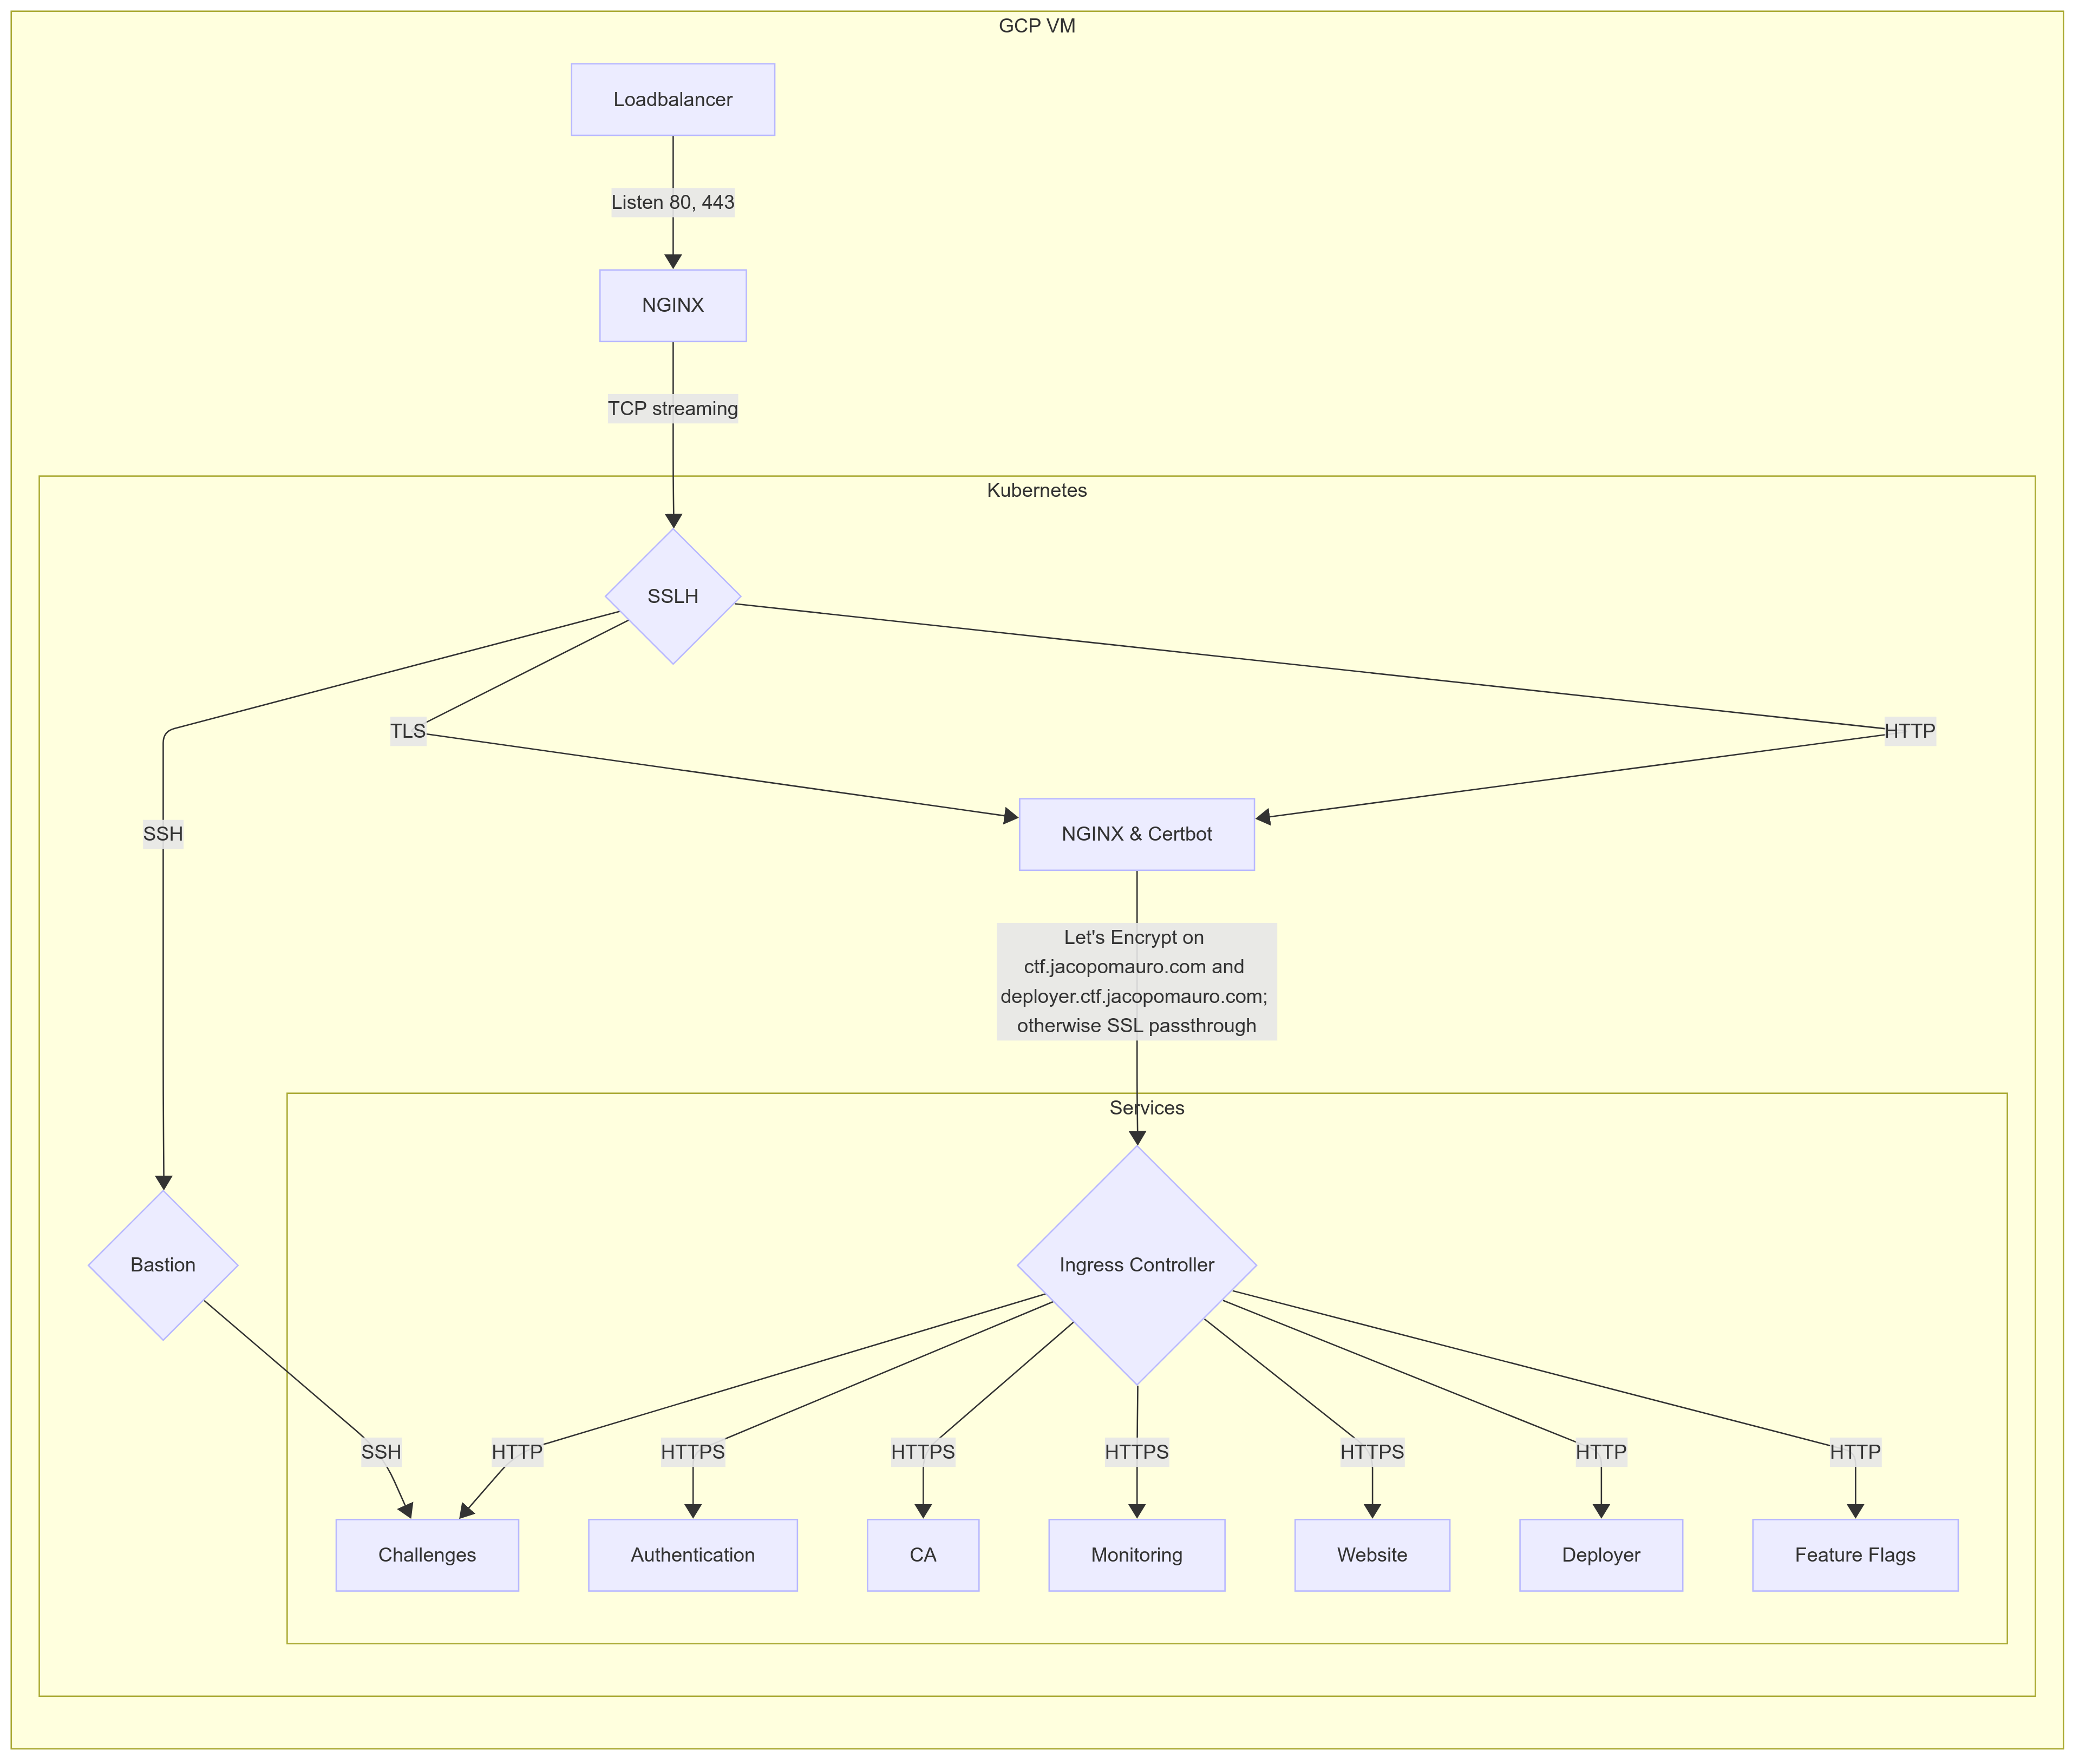 GCP VM
Loadbalancer
Listen 80, 443
NGINX
TCP streaming
Kubernetes
SSLH
TLS
HTTP
SSH
NGINX & Certbot
Let's Encrypt on
ctf.jacopomauro.com and
deployer.ctf.jacopomauro.com;
otherwise SSL passthrough
Services
Bastion
Ingress Controller
SSH
HTTP
HTTPS
HTTPS
HTTPS
HTTPS
HTTP
HTTP
Challenges
Authentication
CA
Monitoring
Website
Deployer
Feature Flags